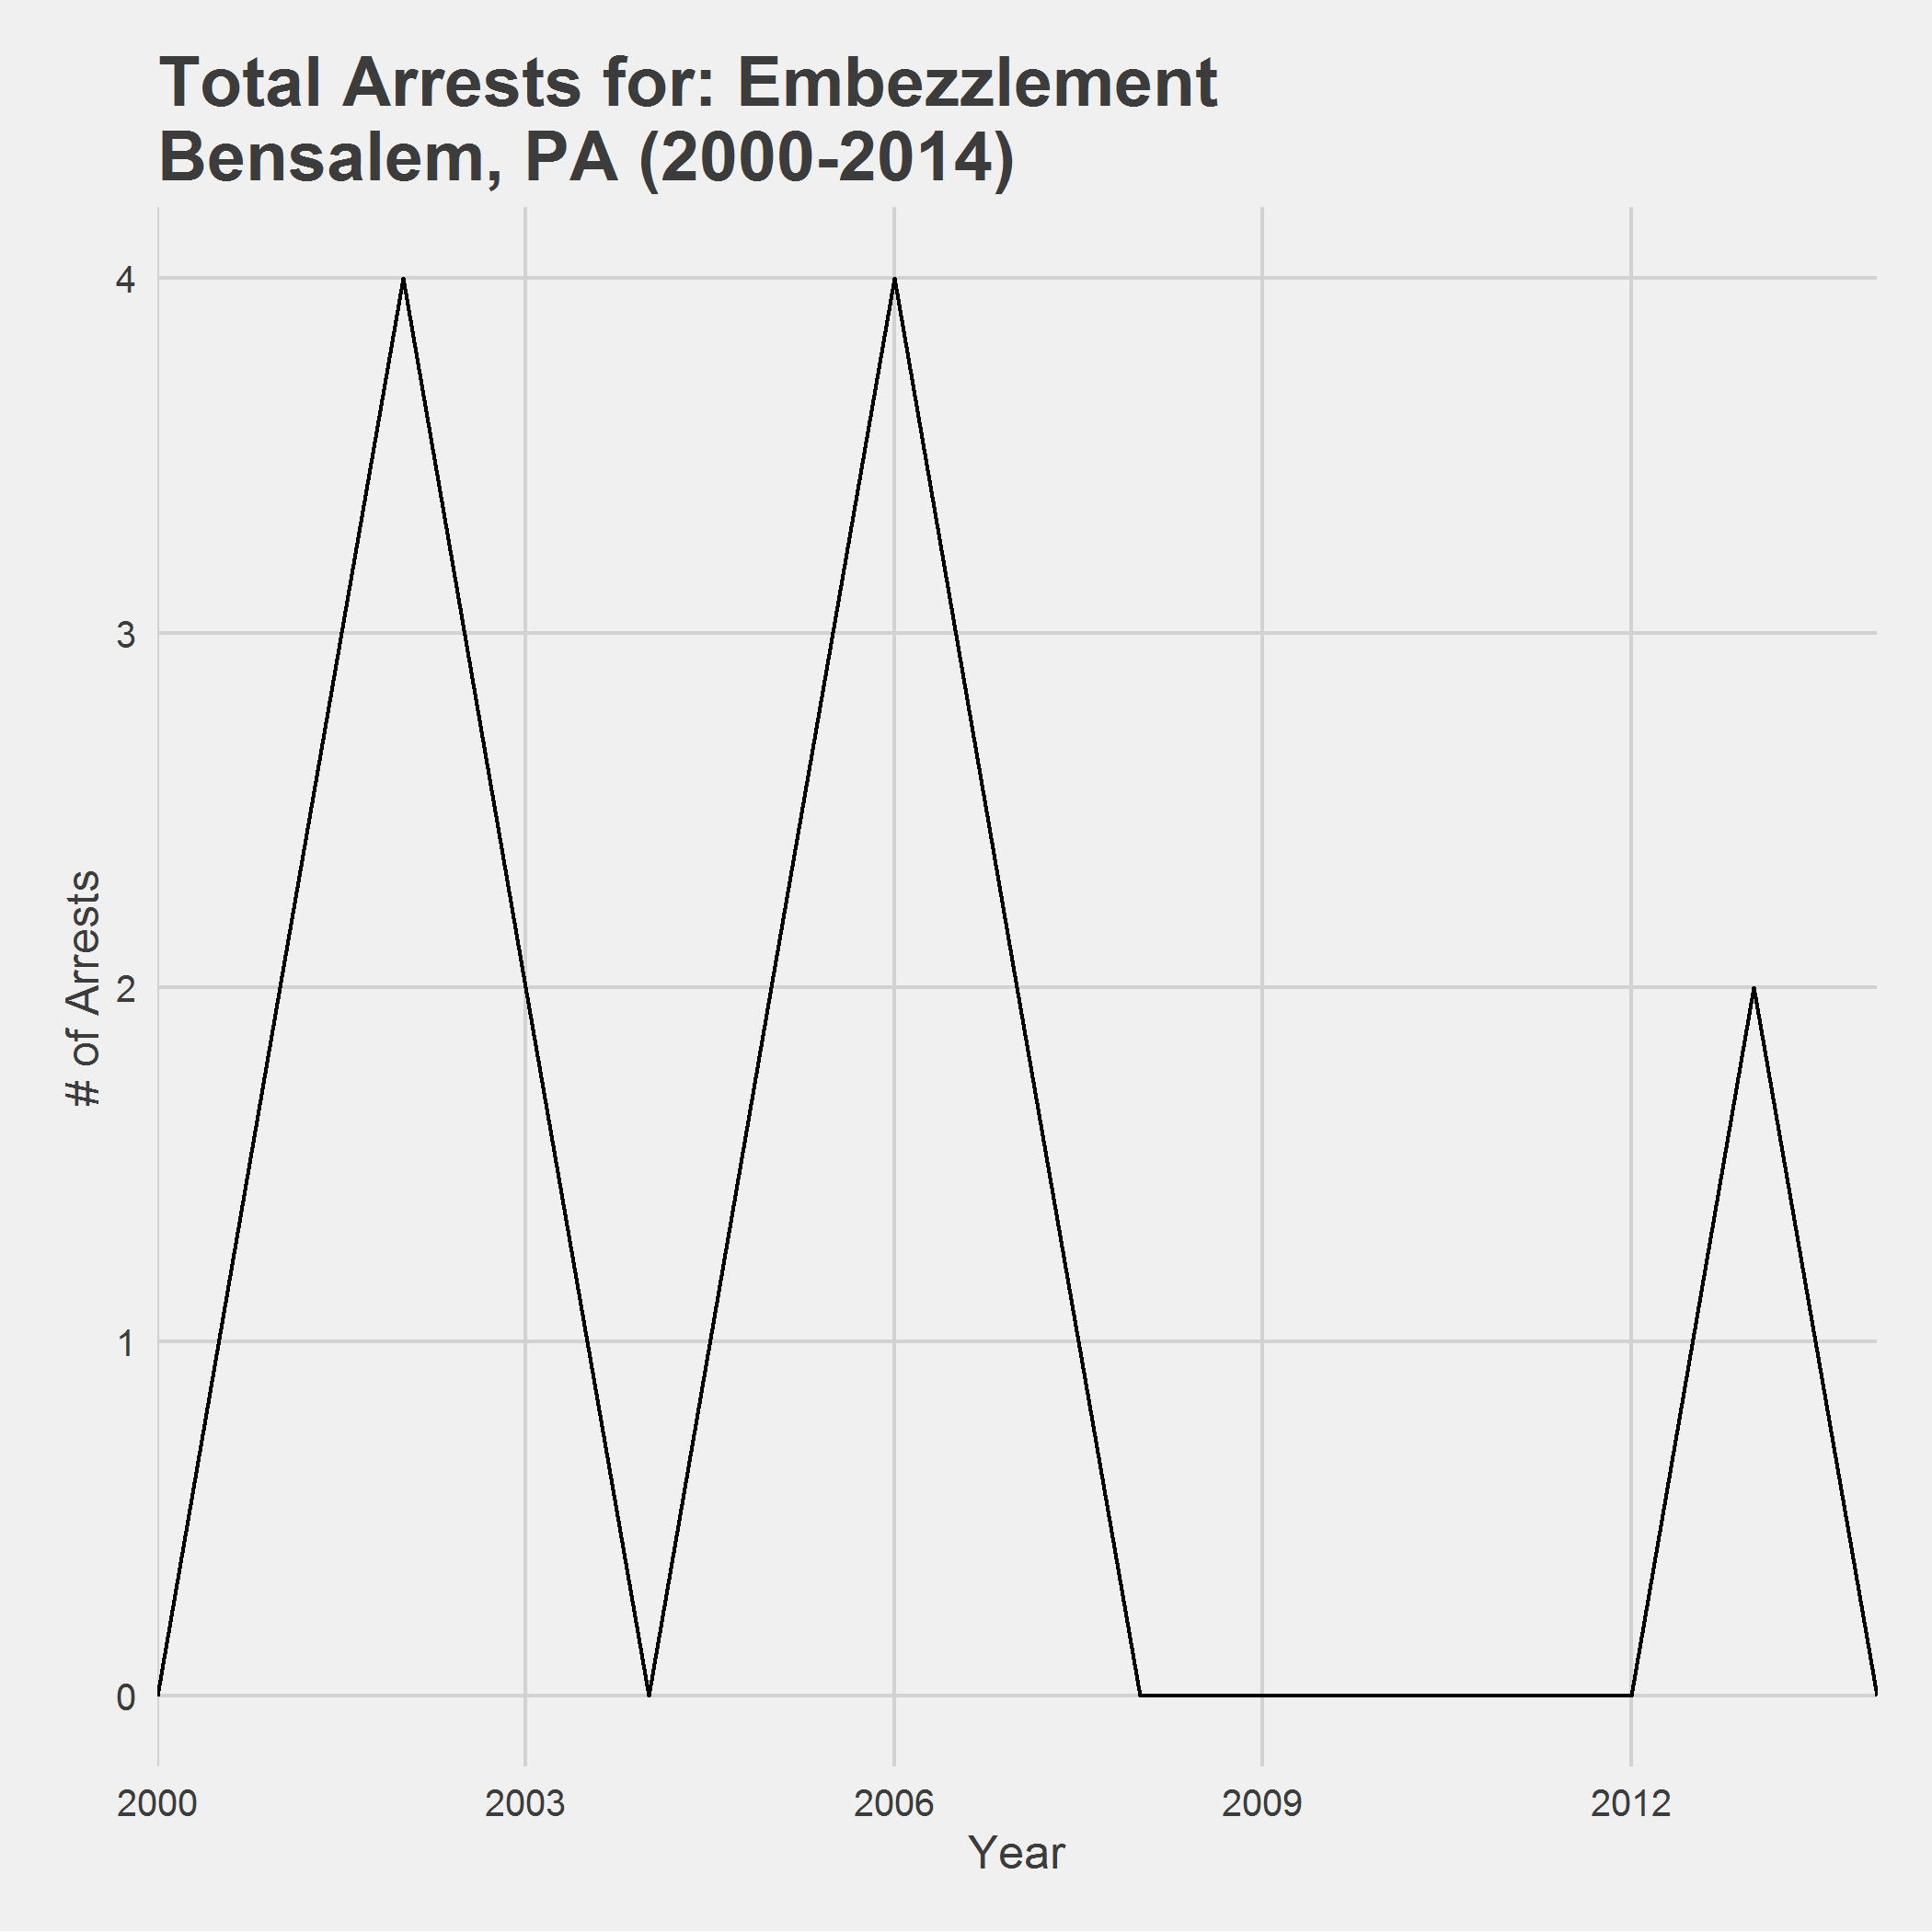 Total Arrests for: Embezzlement
Bensalem, PA (2000-2014)
4
3
2
1
0
# of Arrests
2000 2003 2006 2009 2012
Year